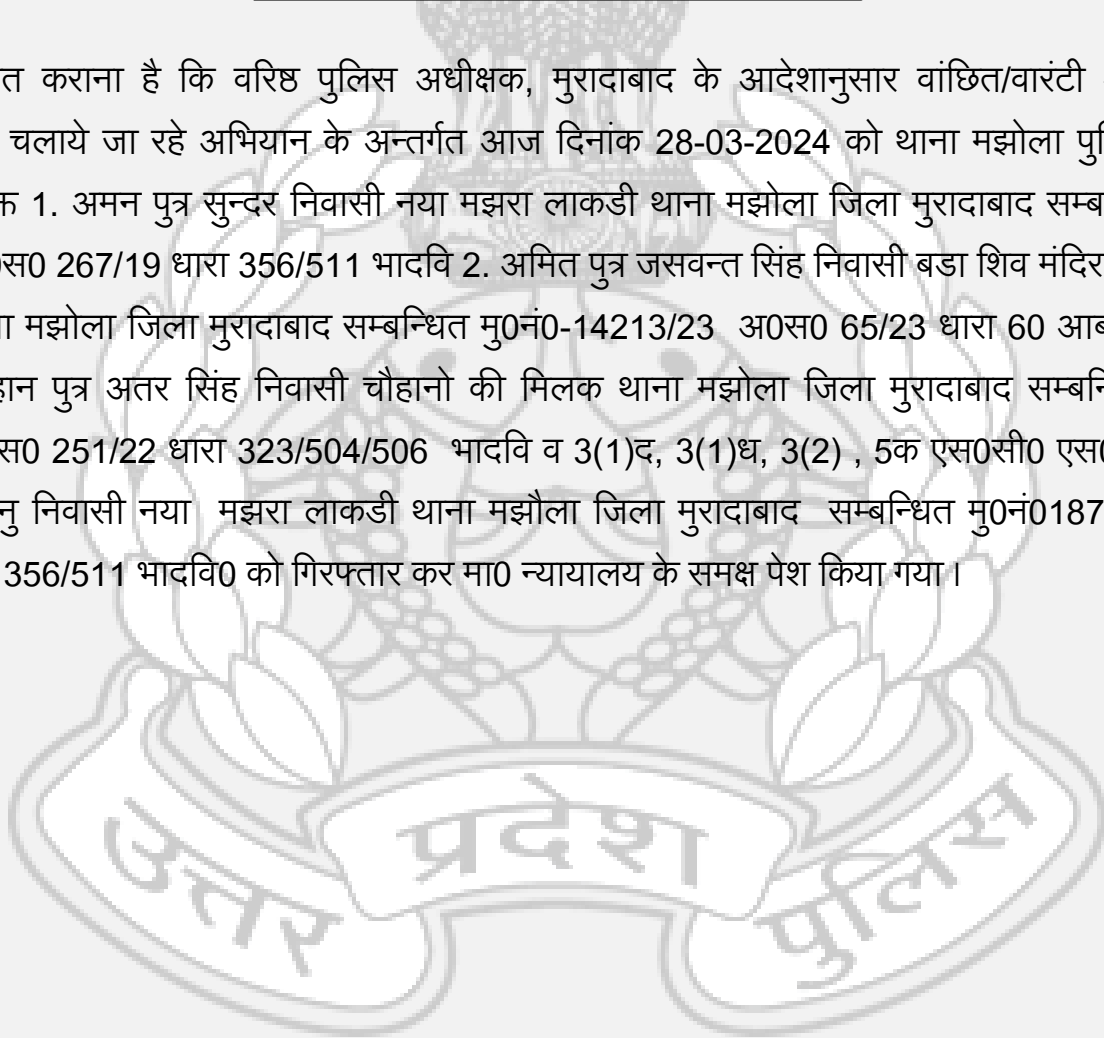 त कराना है कि वरिष्ठ पुलिस अधीक्षक, मुरादाबाद के आदेशानुसार वांछित/वारंटी
चलाये जा रहे अभियान के अन्तर्गत आज दिनांक 28-03-2024 को थाना मझोला पु
1. अमन पुत्र सुन्दर निवासी नया मझरा लाकडी थाना मझोला जिला मुरादाबाद सम्ब
स0 267/19 धारा 356/511 भादवि 2. अमित पुत्र जसवन्त सिंह निवासी बडा शिव मंदिर
ा मझोला जिला मुरादाबाद सम्बन्धित मु0नं0-14213/23 अ0स0 65/23 धारा 60 आब
हान पुत्र अतर सिंह निवासी चौहानो की मिलक थाना मझोला जिला मुरादाबाद सम्बन्धि
स0 251/22 धारा 323/504/506 भादवि व 3(1)द, 3(1)ध, 3(2) , 5क एस0सी0 एस0
नु निवासी नया मझरा लाकडी थाना मझौला जिला मुरादाबाद सम्बन्धित मु0नं0187
356/511 भादवि0 को गिरफ्तार कर मा0 न्यायालय के समक्ष पेश किया गया।
उत्तर प्रदेश पुलिस